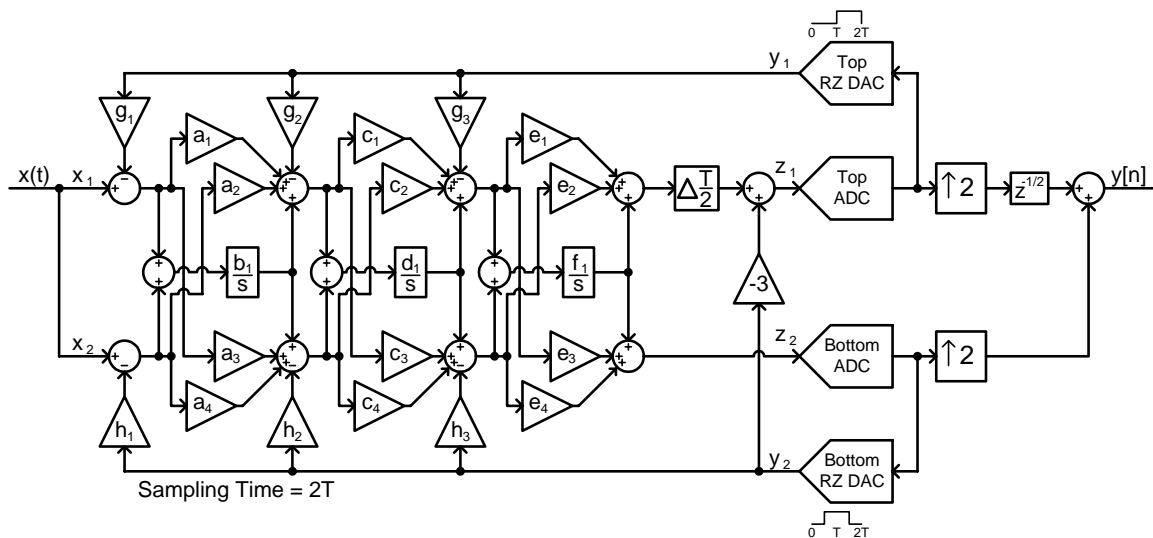 0 T 2T
y1
Top
RZ DAC
g1
g2
g3
x(t)
x1
a1
a2
c1
c2
e1
e2
Δ T/2
z1
Top
ADC
↑2
z-1/2
y[n]
b1/s
d1/s
f1/s
-3
x2
a3
a4
c3
c4
e3
e4
z2
Bottom
ADC
↑2
h1
h2
h3
y2
Bottom
RZ DAC
Sampling Time = 2T
0 T 2T